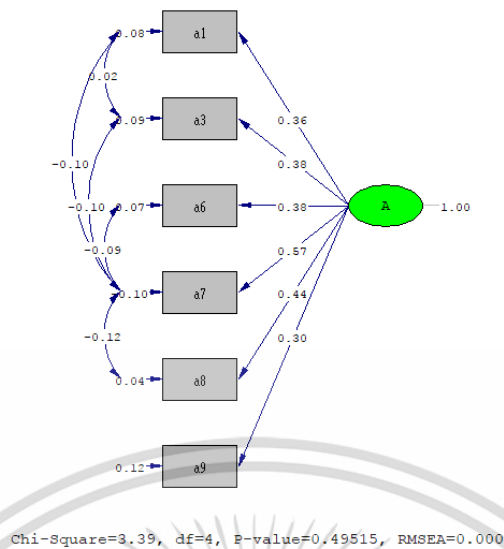 0.08 a1
0.02
0.09 a3 0.36
-0.10 0.38
-0.10 0.07 a6 0.38 A 1.00
-0.09 0.57
-0.10 a7 0.44
-0.12 0.30
0.04 a8
0.12 a9
Chi-Square=3.39, df=4, P-value=0.49515, RMSEA=0.000